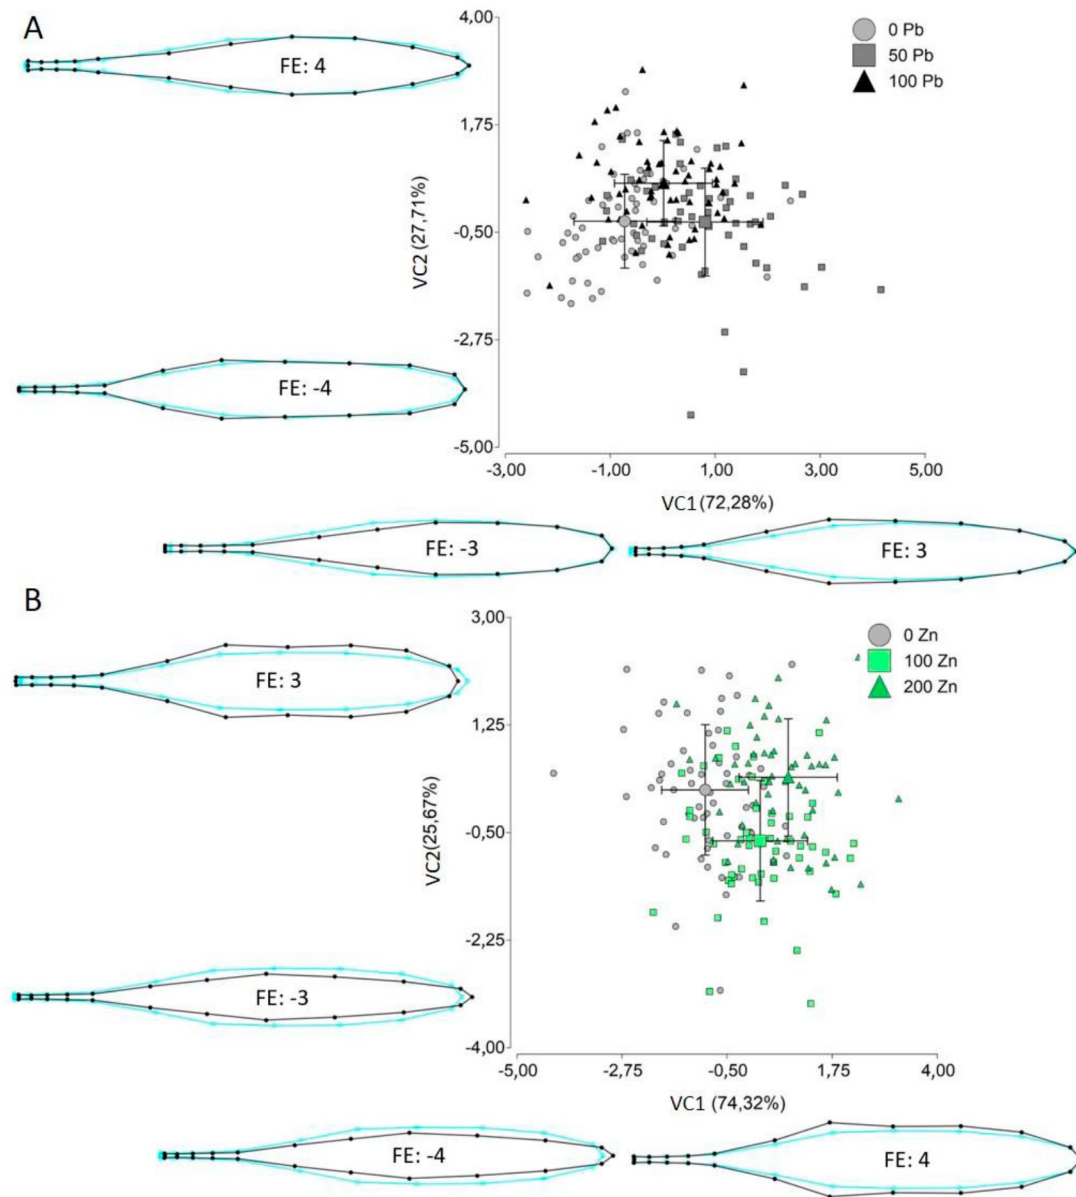 A
FE: 4
4,00
0 Pb
50 Pb
100 Pb
1,75
VC2 (27,71%)
-0,50
-2,75
FE: -4
-5,00
-3,00
-1,00
1,00
3,00
5,00
VC1 (72,28%)
FE: -3
FE: 3
B
3,00
0 Zn
100 Zn
200 Zn
FE: 3
1,25
VC2(25,67%)
-0,50
-2,25
FE: -3
-4,00
-5,00
-2,75
-0,50
1,75
4,00
VC1 (74,32%)
FE: -4
FE: 4